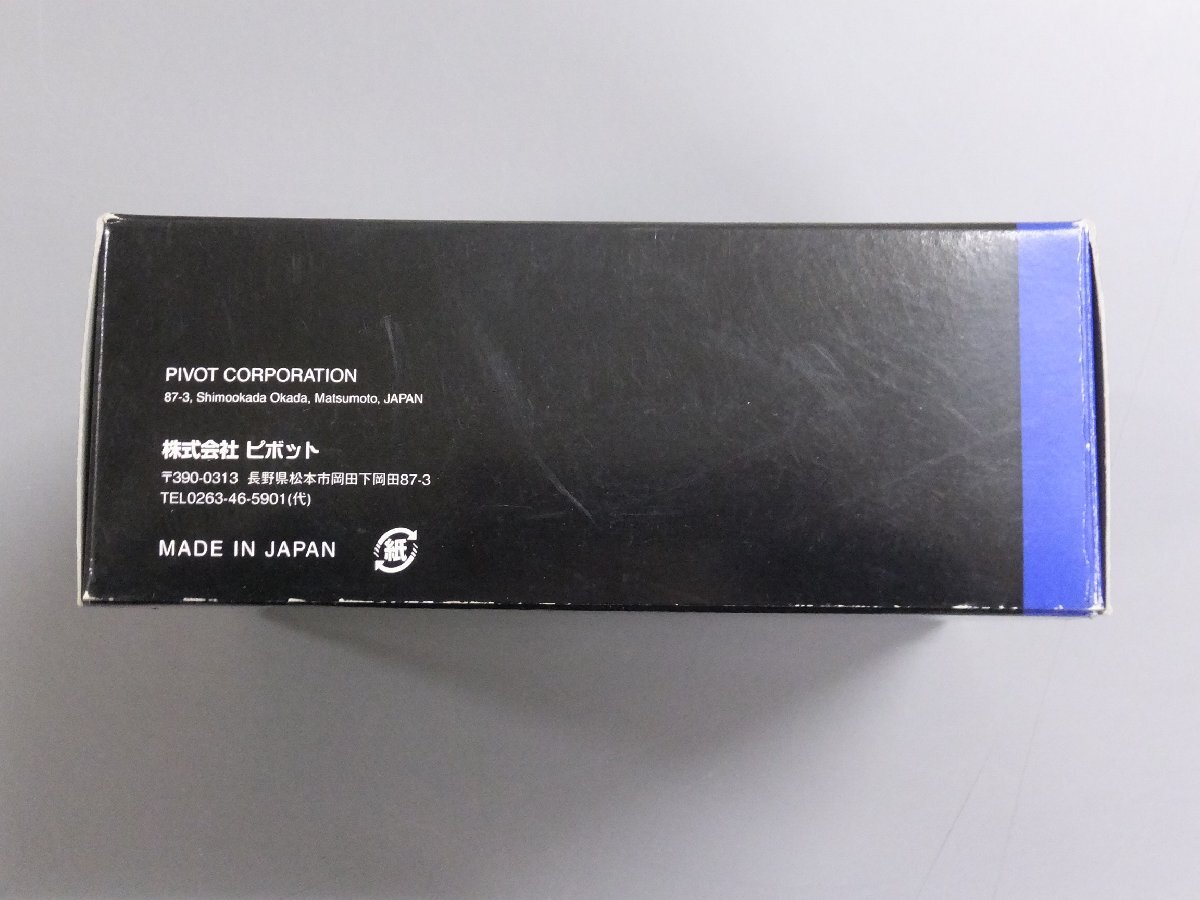 PIVOT CORPORATION
87-3, Shimookada Okada, Matsumoto, JAPAN
株式会社 ピボット
〒390-0313 長野県松本市岡田下岡田87-3
TEL0263-46-5901(代)
MADE IN JAPAN
紙